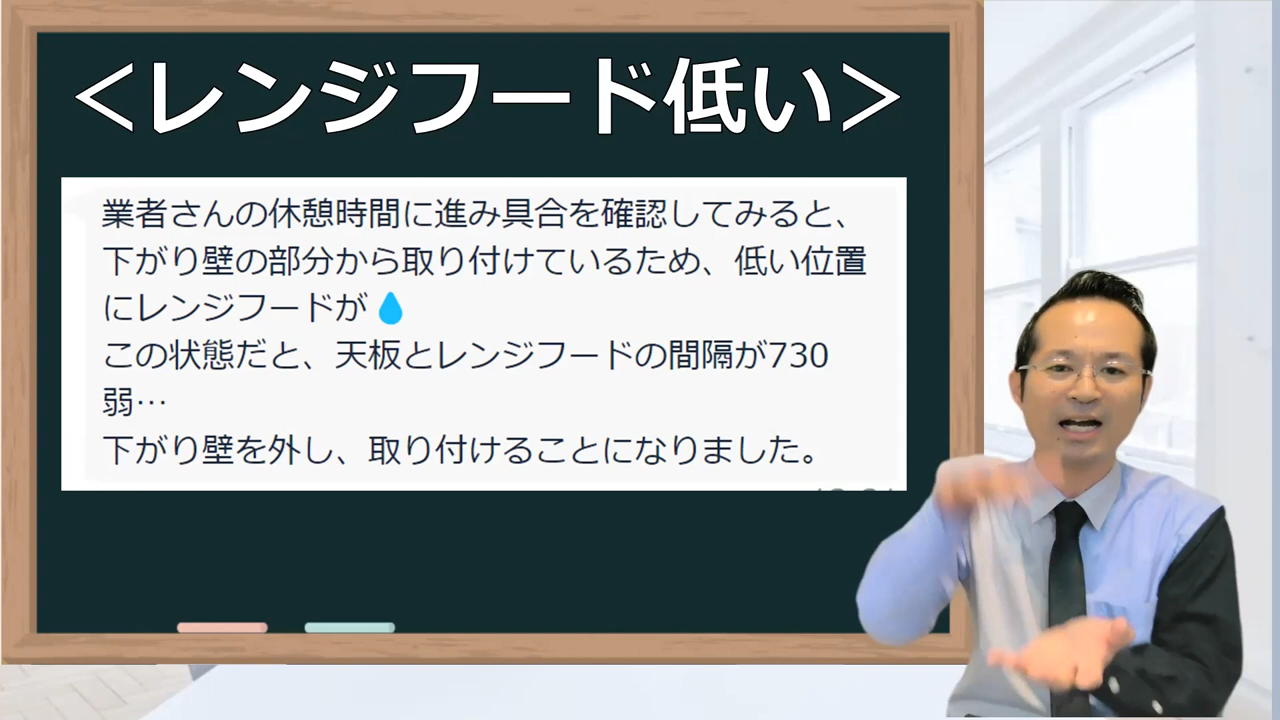 ＜レンジフード低い＞
業者さんの休憩時間に進み具合を確認してみると、
下がり壁の部分から取り付けているため、低い位置
にレンジフードが💧
この状態だと、天板とレンジフードの間隔が730
弱…
下がり壁を外し、取り付けることになりました。